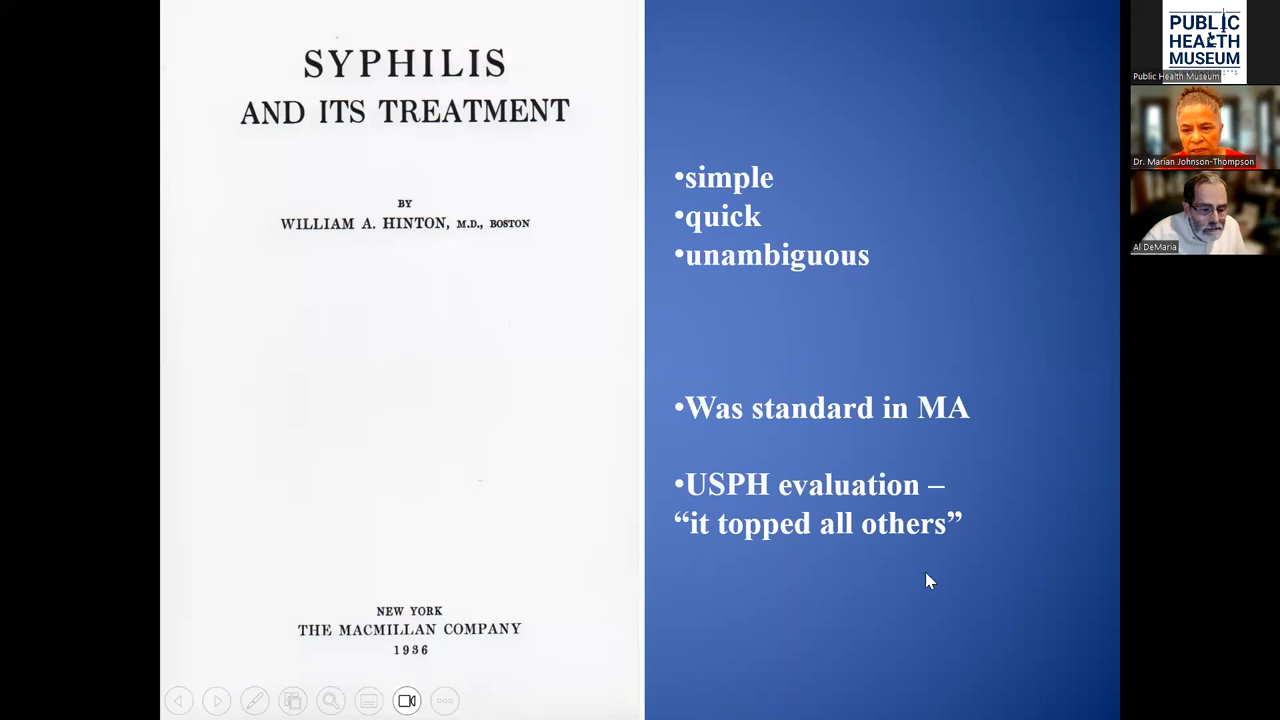 SYPHILIS
AND ITS TREATMENT
BY
WILLIAM A. HINTON, M.D., BOSTON
NEW YORK
THE MACMILLAN COMPANY
1936
•simple
•quick
•unambiguous
•Was standard in MA
•USPH evaluation –
“it topped all others”
PUBLIC
HEALTH
MUSEUM
Public Health Museum
Dr. Marian Johnson-Thompson
Al DeMaria